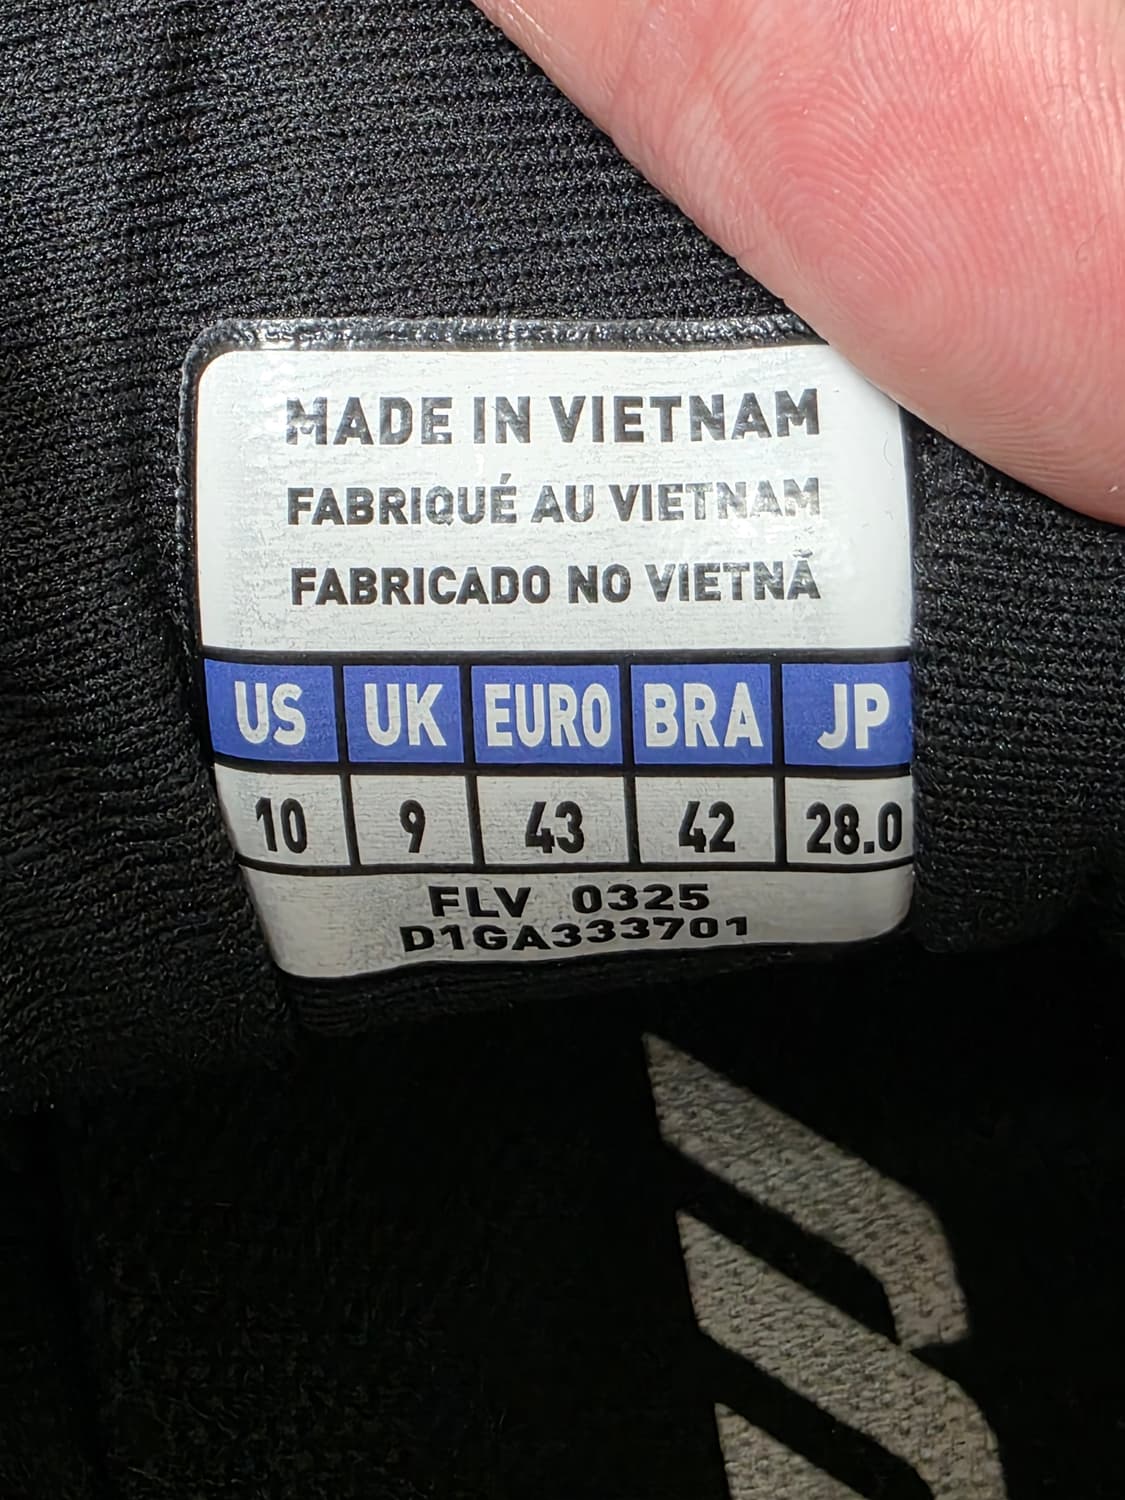 MADE IN VIETNAM
FABRIQUÉ AU VIETNAM
FABRICADO NO VIETNÃ
US UK EURO BRA JP
10 9 43 42 28.0
FLV 0325
D1GA333701